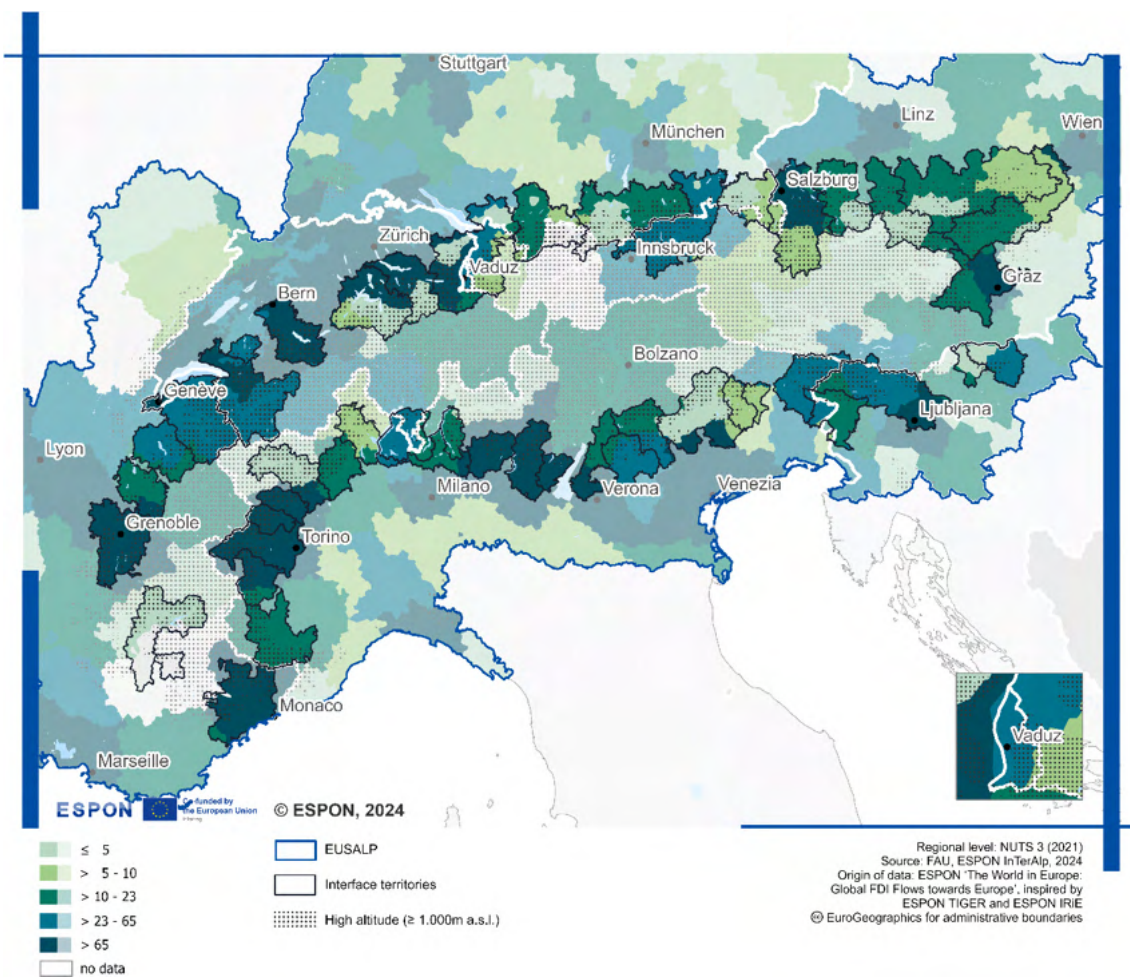 Stuttgart
Linz
Wien
München
Salzburg
Zürich
Innsbruck
Vaduz
Graz
Bern
Bolzano
Genève
Ljubljana
Lyon
Milano
Verona
Venezia
Grenoble
Torino
Monaco
Marseille
Vaduz
ESPON
Co-funded by
the European Union
Interreg
© ESPON, 2024
≤ 5
> 5 - 10
> 10 - 23
> 23 - 65
> 65
no data
EUSALP
Interface territories
High altitude (≥ 1.000m a.s.l.)
Regional level: NUTS 3 (2021)
Source: FAU, ESPON InTerAlp, 2024
Origin of data: ESPON 'The World in Europe:
Global FDI Flows towards Europe', inspired by
ESPON TIGER and ESPON IRiE
© EuroGeographics for administrative boundaries